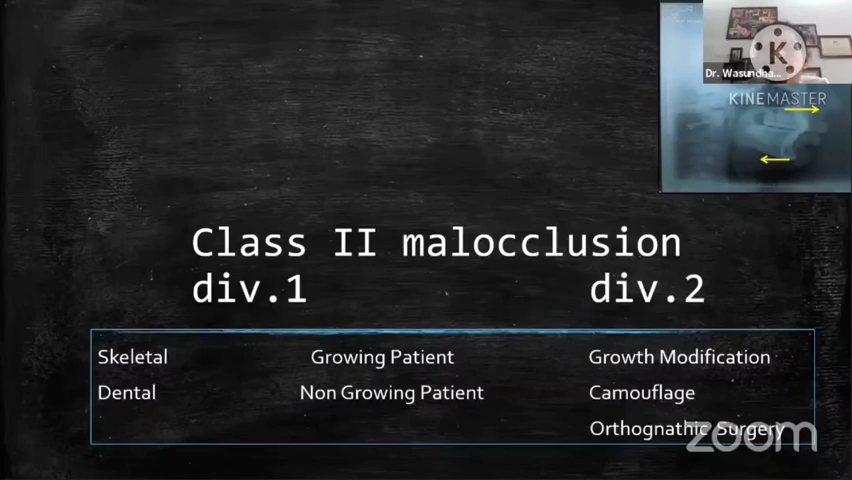 K
Dr. Wasundha...
KINEMASTER
Class II malocclusion
div.1 div.2
Skeletal Growing Patient Growth Modification
Dental Non Growing Patient Camouflage
Orthognathic Surgery
zoom